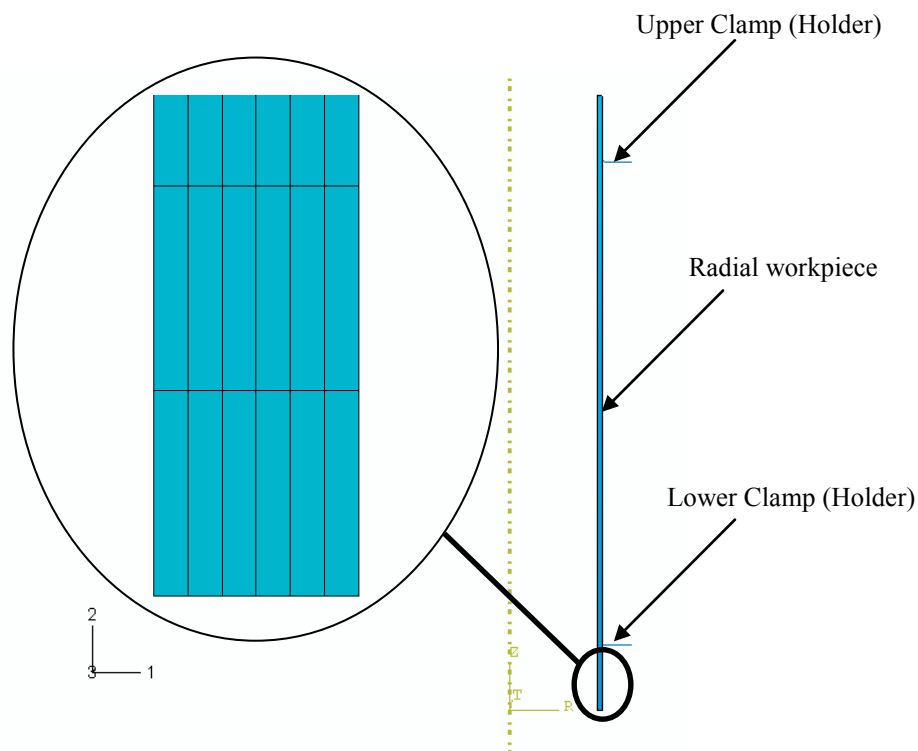 Upper Clamp (Holder)
Radial workpiece
Lower Clamp (Holder)
2
3
1
Z
T
R